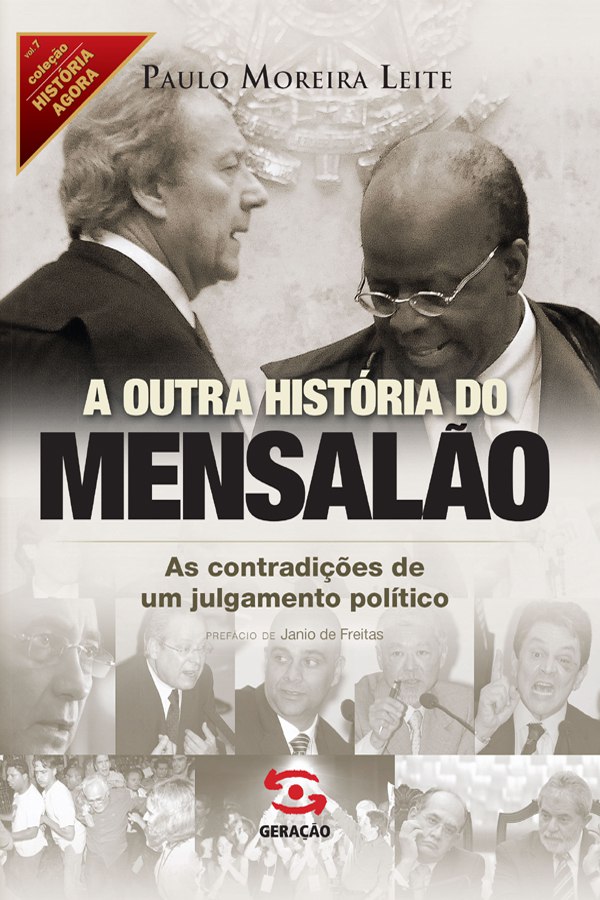 vol. 7
coleção
HISTÓRIA
AGORA
PAULO MOREIRA LEITE
A OUTRA HISTÓRIA DO
MENSALÃO
As contradições de
um julgamento político
PREFÁCIO DE Janio de Freitas
GERAÇÃO